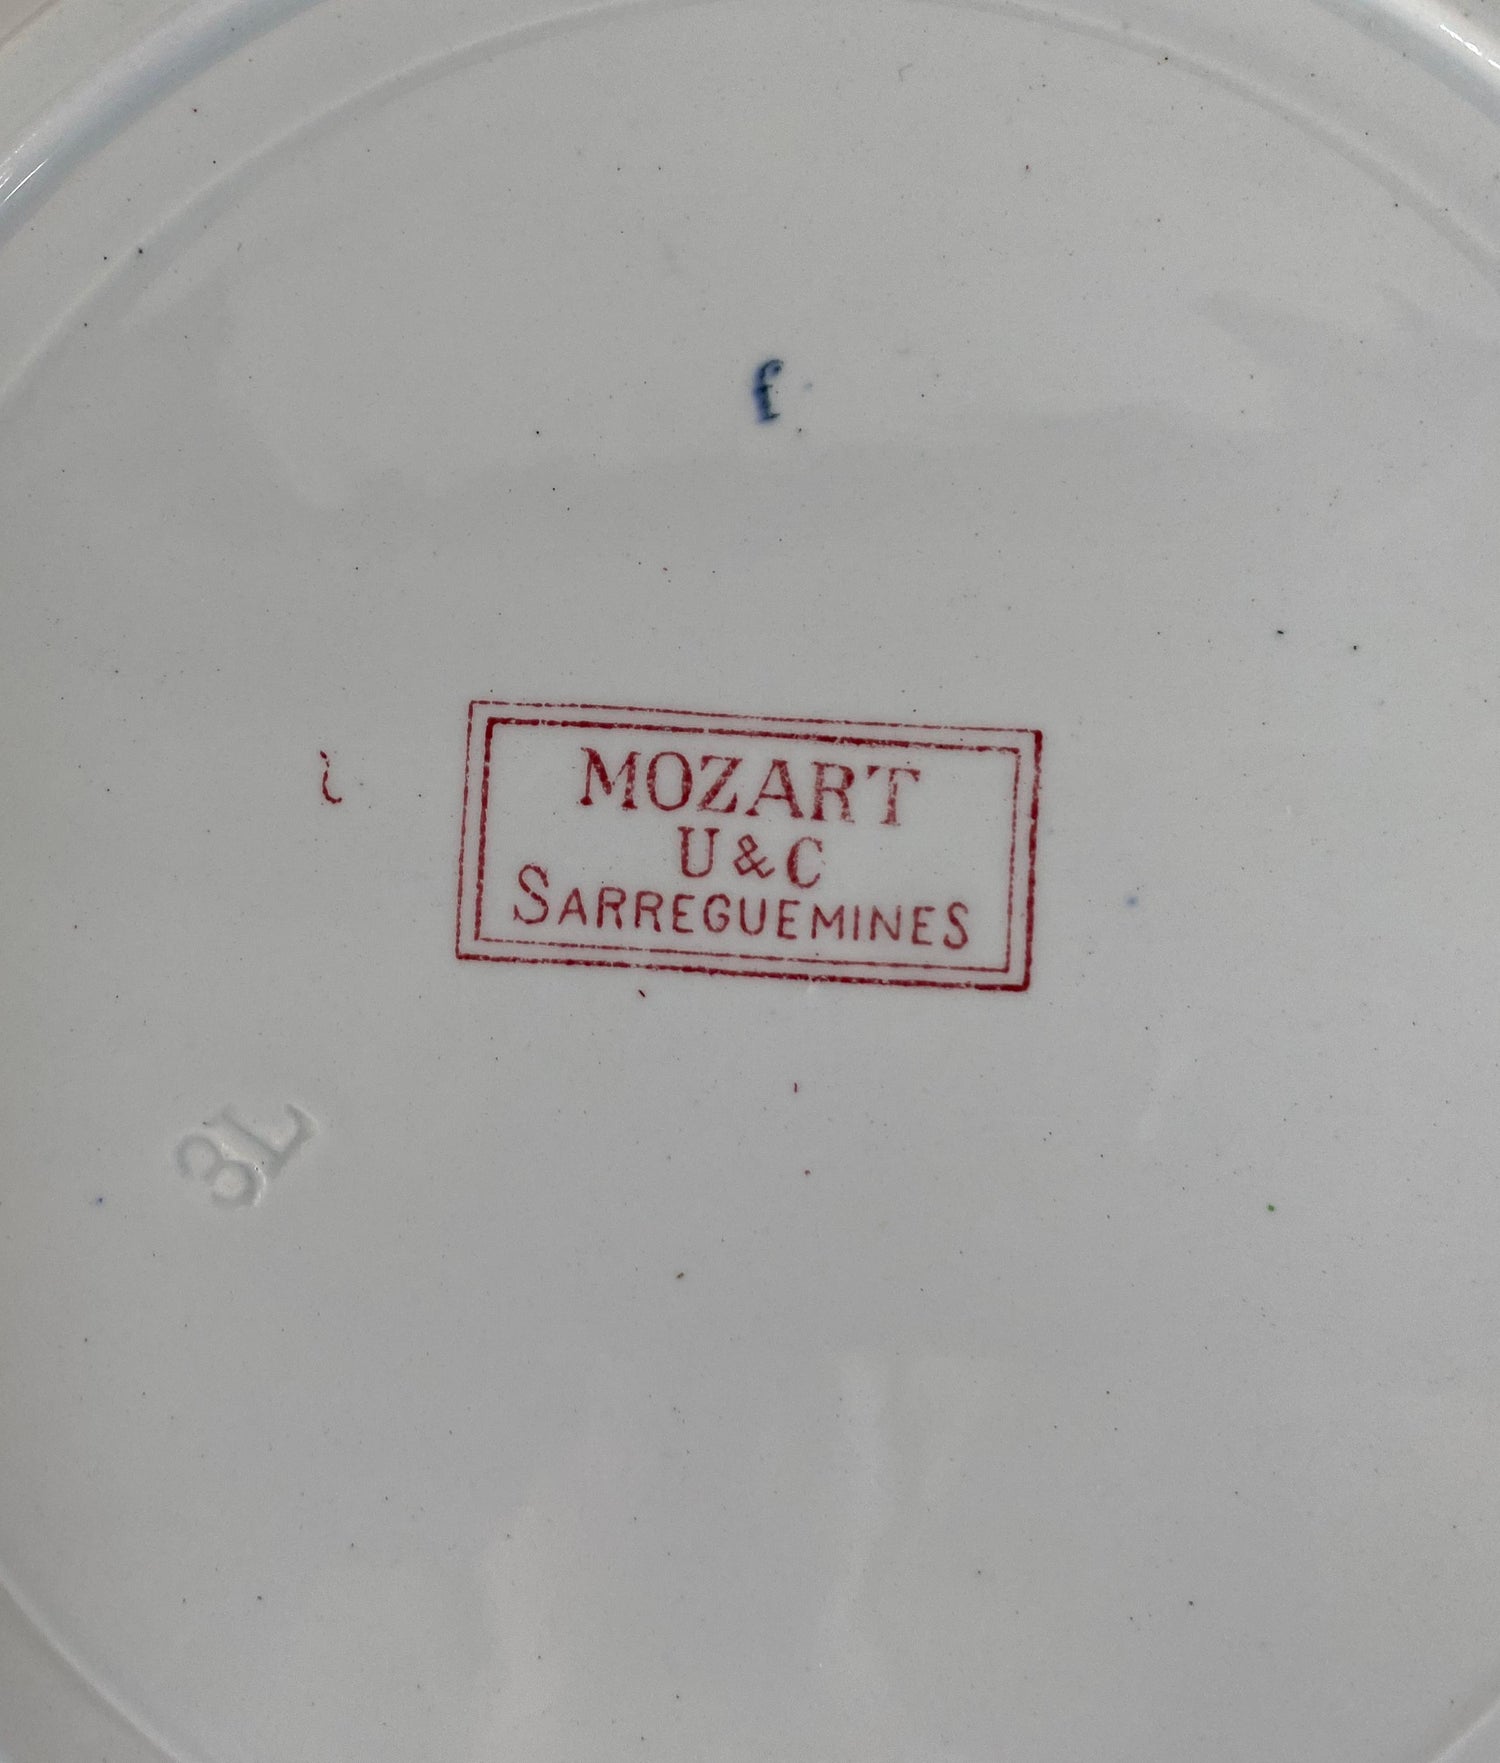 f
MOZART
U & C
SARREGUEMINES
3L